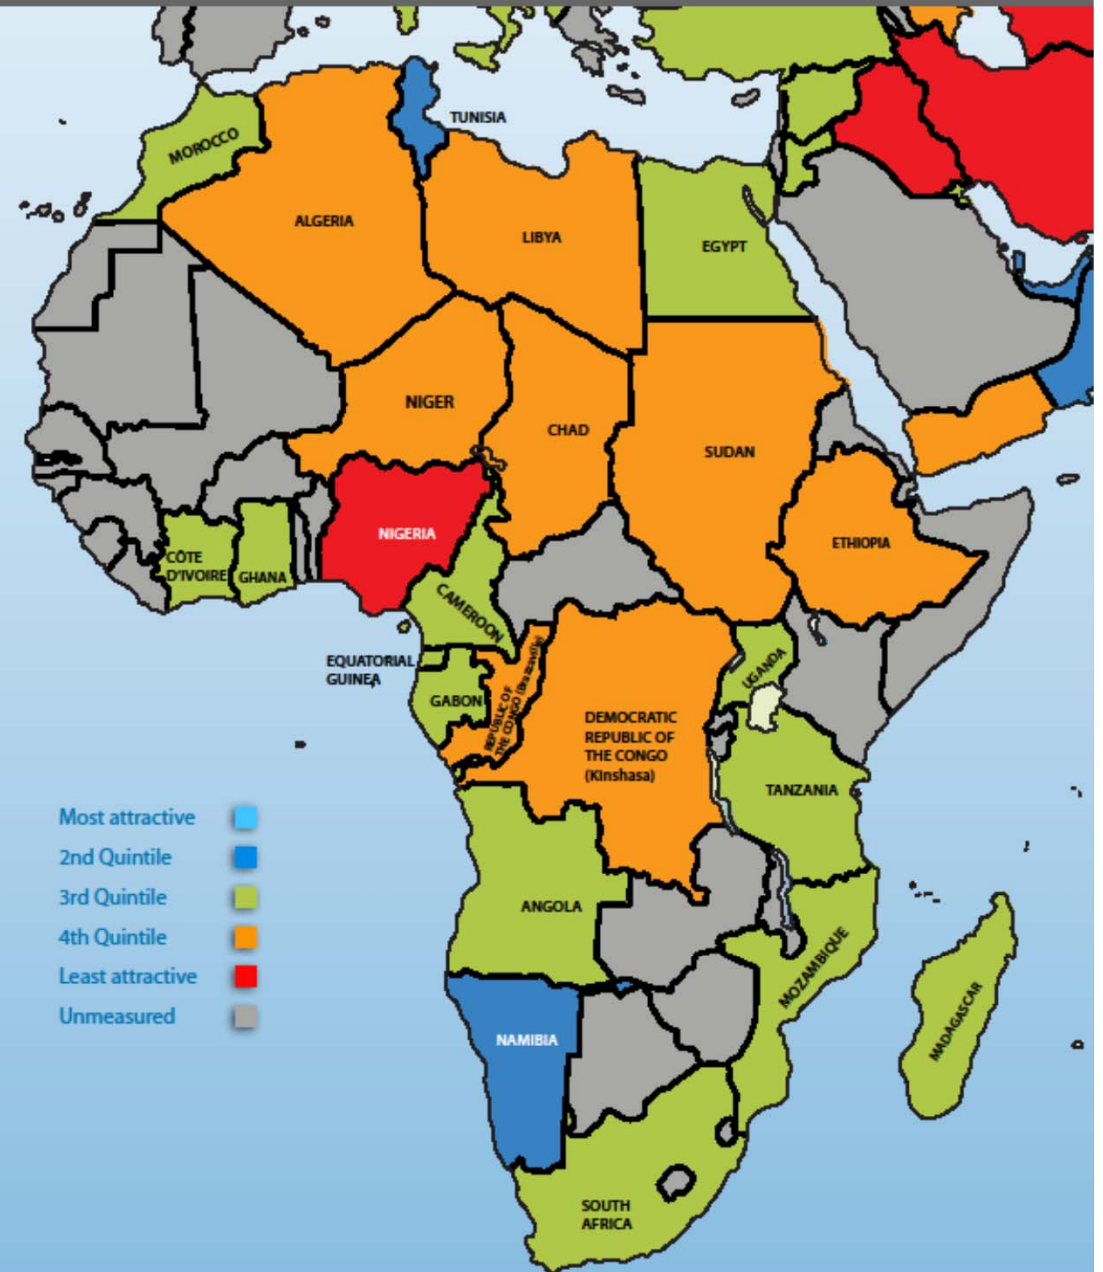 TUNISIA
MOROCCO
ALGERIA
LIBYA
EGYPT
NIGER
CHAD
SUDAN
NIGERIA
ETHIOPIA
CÔTE
D'IVOIRE
GHANA
CAMEROON
EQUATORIAL
GUINEA
GABON
REPUBLIC OF
THE CONGO (Brazzaville)
UGANDA
DEMOCRATIC
REPUBLIC OF
THE CONGO
(Kinshasa)
TANZANIA
Most attractive
2nd Quintile
3rd Quintile
4th Quintile
Least attractive
Unmeasured
ANGOLA
MOZAMBIQUE
MADAGASCAR
NAMIBIA
SOUTH
AFRICA